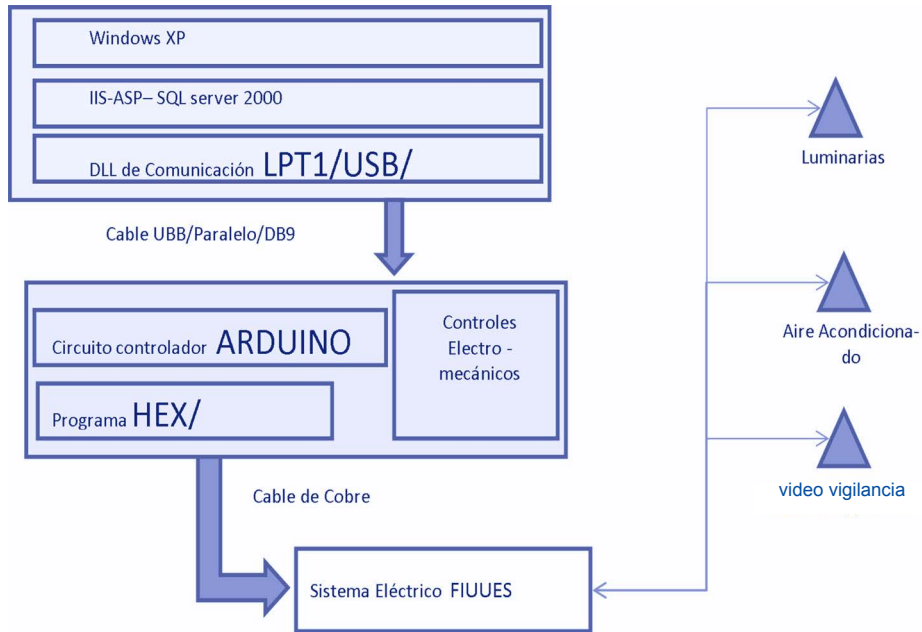 Windows XP
IIS-ASP– SQL server 2000
DLL de Comunicación LPT1/USB/
Cable UBB/Paralelo/DB9
Circuito controlador ARDUINO
Programa HEX/
Controles
Electro -
mecánicos
Cable de Cobre
Sistema Eléctrico FIUUES
Luminarias
Aire Acondiciona-
do
video vigilancia